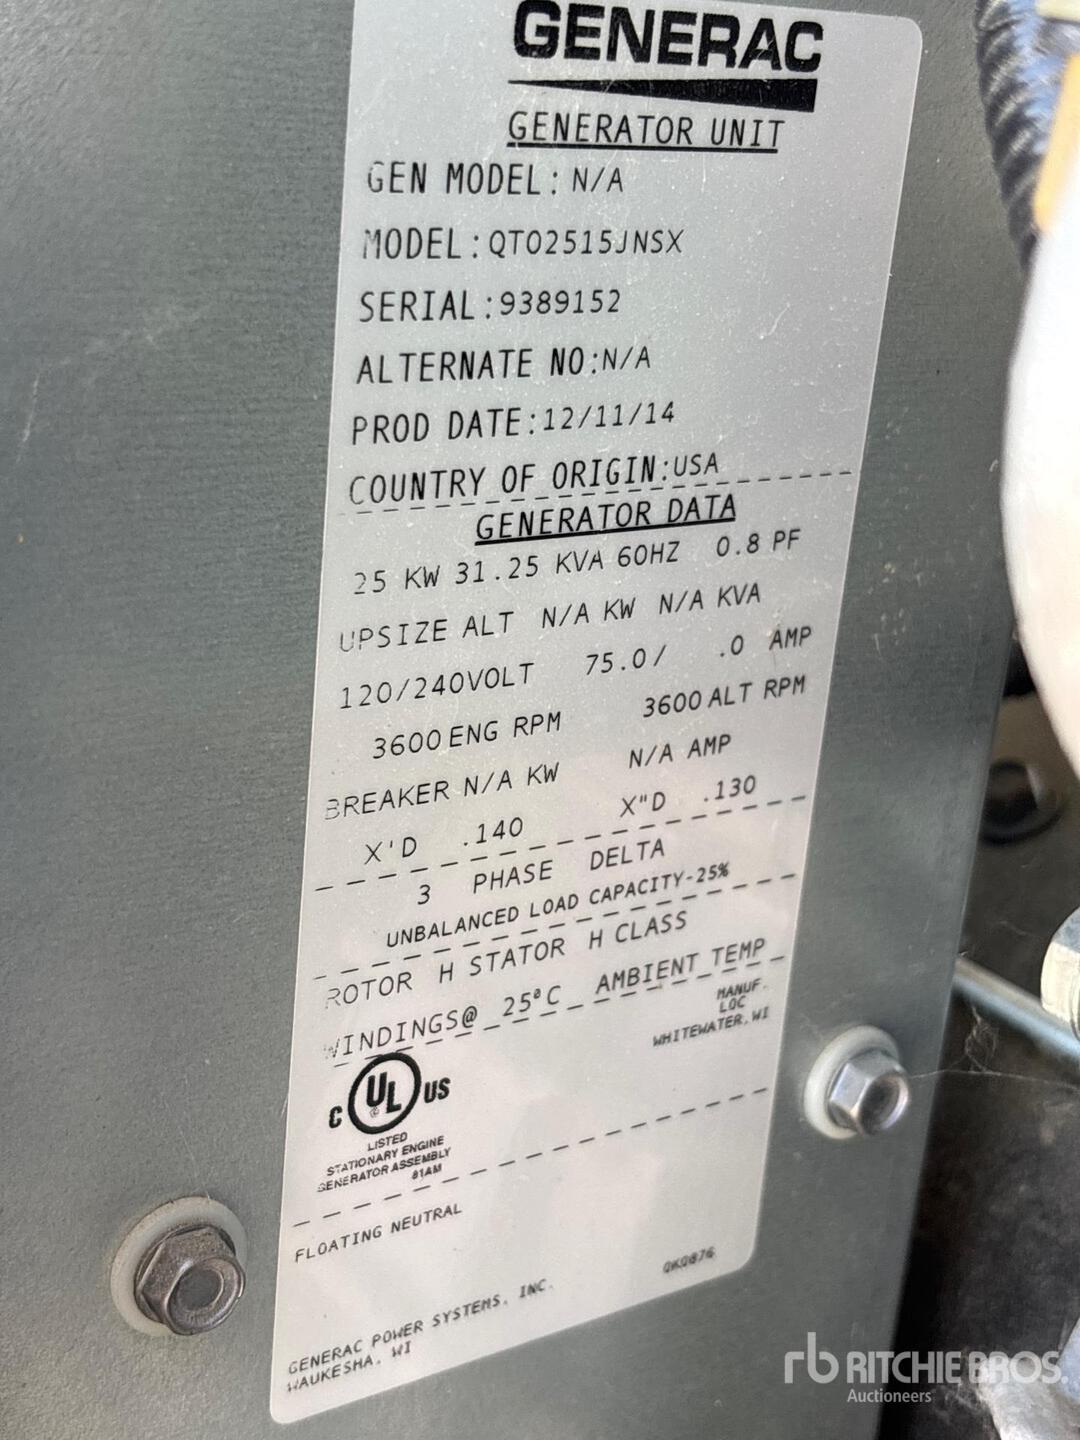 GENERAC
GENERATOR UNIT
GEN MODEL: N/A
MODEL: QT02515JNSX
SERIAL: 9389152
ALTERNATE NO: N/A
PROD DATE: 12/11/14
COUNTRY OF ORIGIN: USA
GENERATOR DATA
25 KW 31.25 KVA 60HZ 0.8 PF
UPSIZE ALT N/A KW N/A KVA
120/240VOLT 75.0/ .0 AMP
3600 ENG RPM 3600 ALT RPM
BREAKER N/A KW N/A AMP
X'D .140 X"D .130
3 PHASE DELTA
UNBALANCED LOAD CAPACITY-25%
ROTOR H STATOR H CLASS
WINDINGS@ 25°C AMBIENT TEMP
MANUF.
LOC
WHITEWATER, WI
C UL US
LISTED
STATIONARY ENGINE
GENERATOR ASSEMBLY
81AM
FLOATING NEUTRAL
GENERAC POWER SYSTEMS, INC.
WAUKESHA, WI
0K0876
rb RITCHIE BROS.
Auctioneers